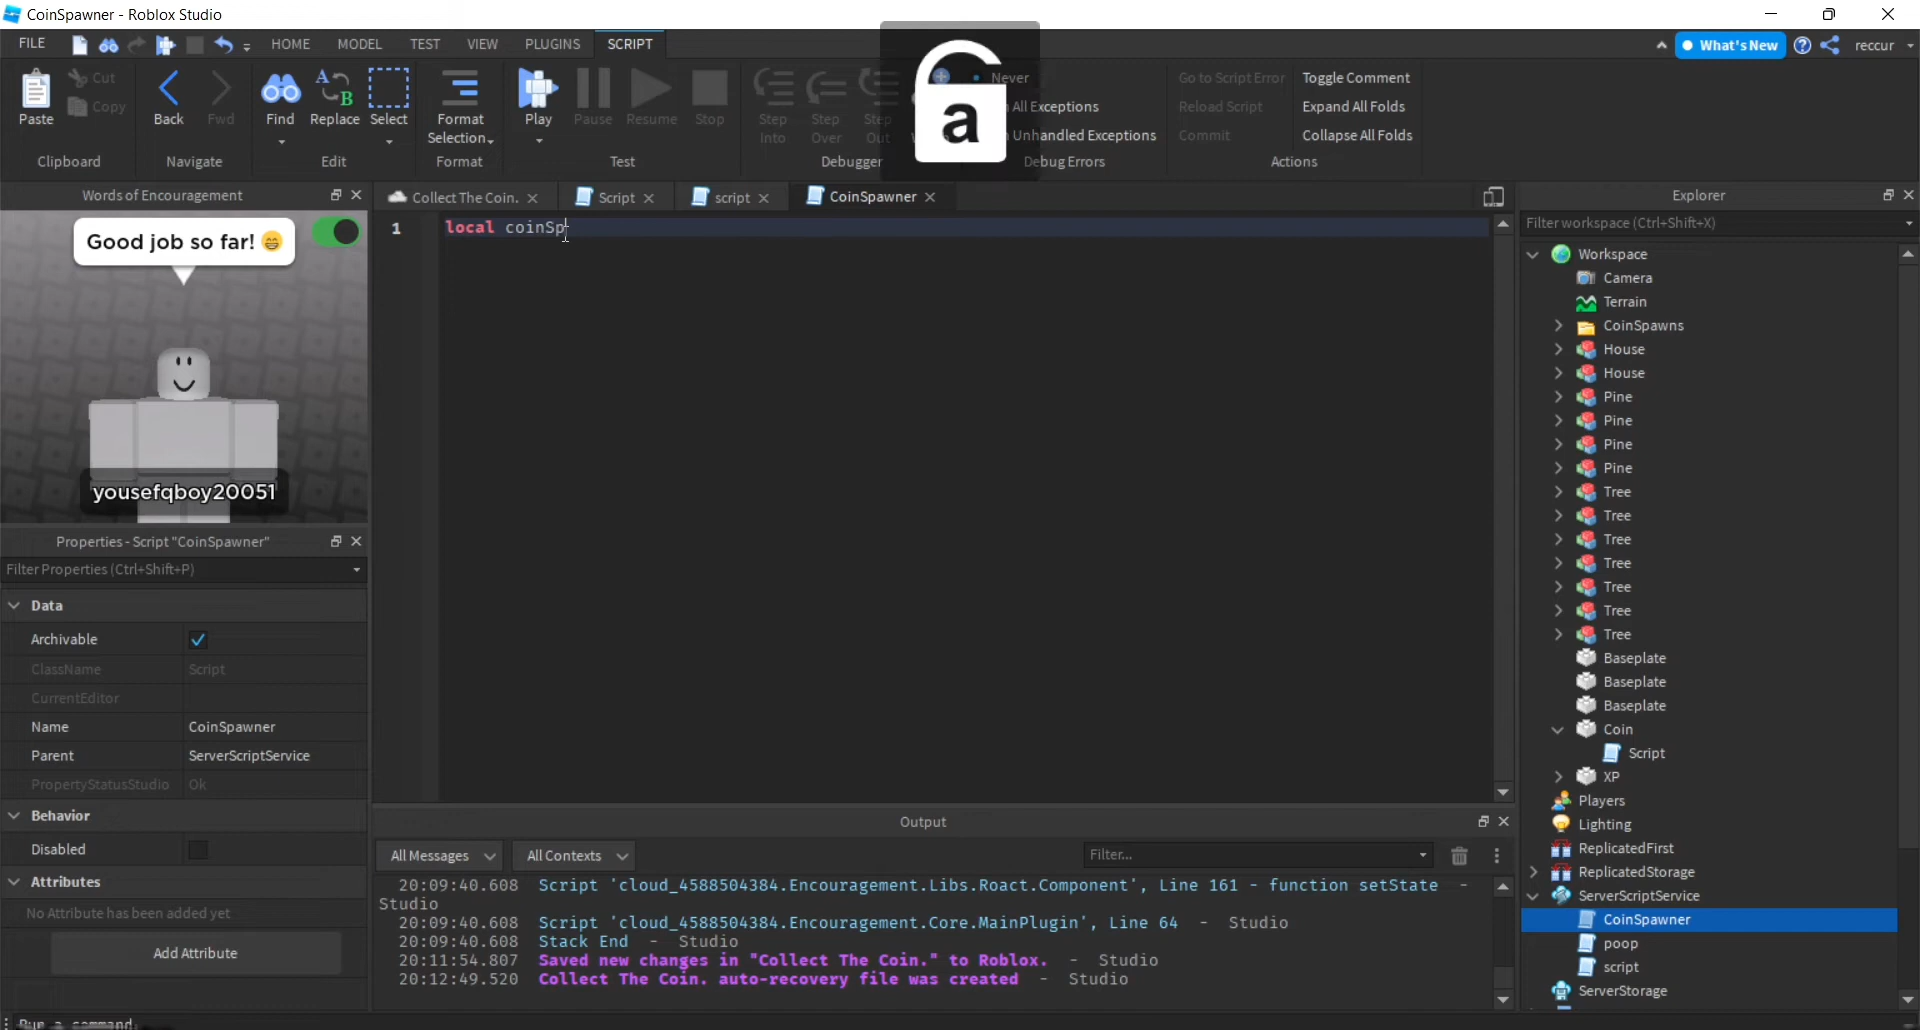 CoinSpawner - Roblox Studio
FILE
HOME
MODEL
TEST
VIEW
PLUGINS
SCRIPT
What's New
reccur
Paste
Cut
Copy
Clipboard
Back
Fwd
Navigate
Find
Replace
Select
Edit
Format
Selection
Format
Play
Pause
Resume
Stop
Test
Step
Into
Step
Over
Step
Out
Debugger
a
Never
All Exceptions
Unhandled Exceptions
Debug Errors
Go to Script Error
Reload Script
Commit
Toggle Comment
Expand All Folds
Collapse All Folds
Actions
Words of Encouragement
Good job so far! 😁
yousefqboy20051
Collect The Coin.
Script
script
CoinSpawner
1 local coinSp
Properties - Script "CoinSpawner"
Filter Properties (Ctrl+Shift+P)
Data
Archivable
ClassName Script
CurrentEditor
Name CoinSpawner
Parent ServerScriptService
PropertyStatusStudio Ok
Behavior
Disabled
Attributes
No Attribute has been added yet
Add Attribute
Output
All Messages
All Contexts
Filter...
20:09:40.608 Script 'cloud_4588504384.Encouragement.Libs.Roact.Component', Line 161 - function setState -
Studio
20:09:40.608 Script 'cloud_4588504384.Encouragement.Core.MainPlugin', Line 64 - Studio
20:09:40.608 Stack End - Studio
20:11:54.807 Saved new changes in "Collect The Coin." to Roblox. - Studio
20:12:49.520 Collect The Coin. auto-recovery file was created - Studio
Run a command
Explorer
Filter workspace (Ctrl+Shift+X)
Workspace
Camera
Terrain
CoinSpawns
House
House
Pine
Pine
Pine
Pine
Tree
Tree
Tree
Tree
Tree
Tree
Tree
Baseplate
Baseplate
Baseplate
Coin
Script
XP
Players
Lighting
ReplicatedFirst
ReplicatedStorage
ServerScriptService
CoinSpawner
poop
script
ServerStorage